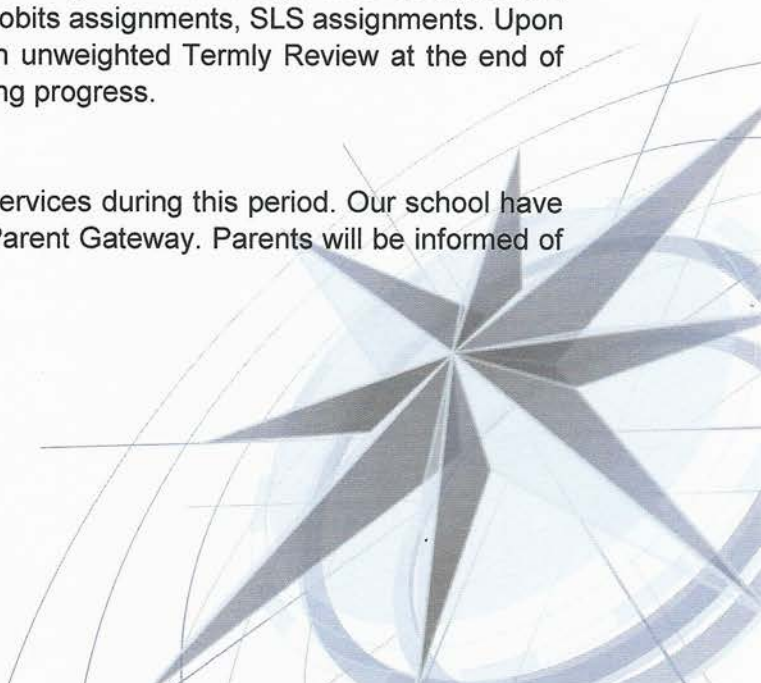 obits assignments, SLS assignments. Upon
unweighted Termly Review at the end of
ng progress.
ervices during this period. Our school have
Parent Gateway. Parents will be informed of